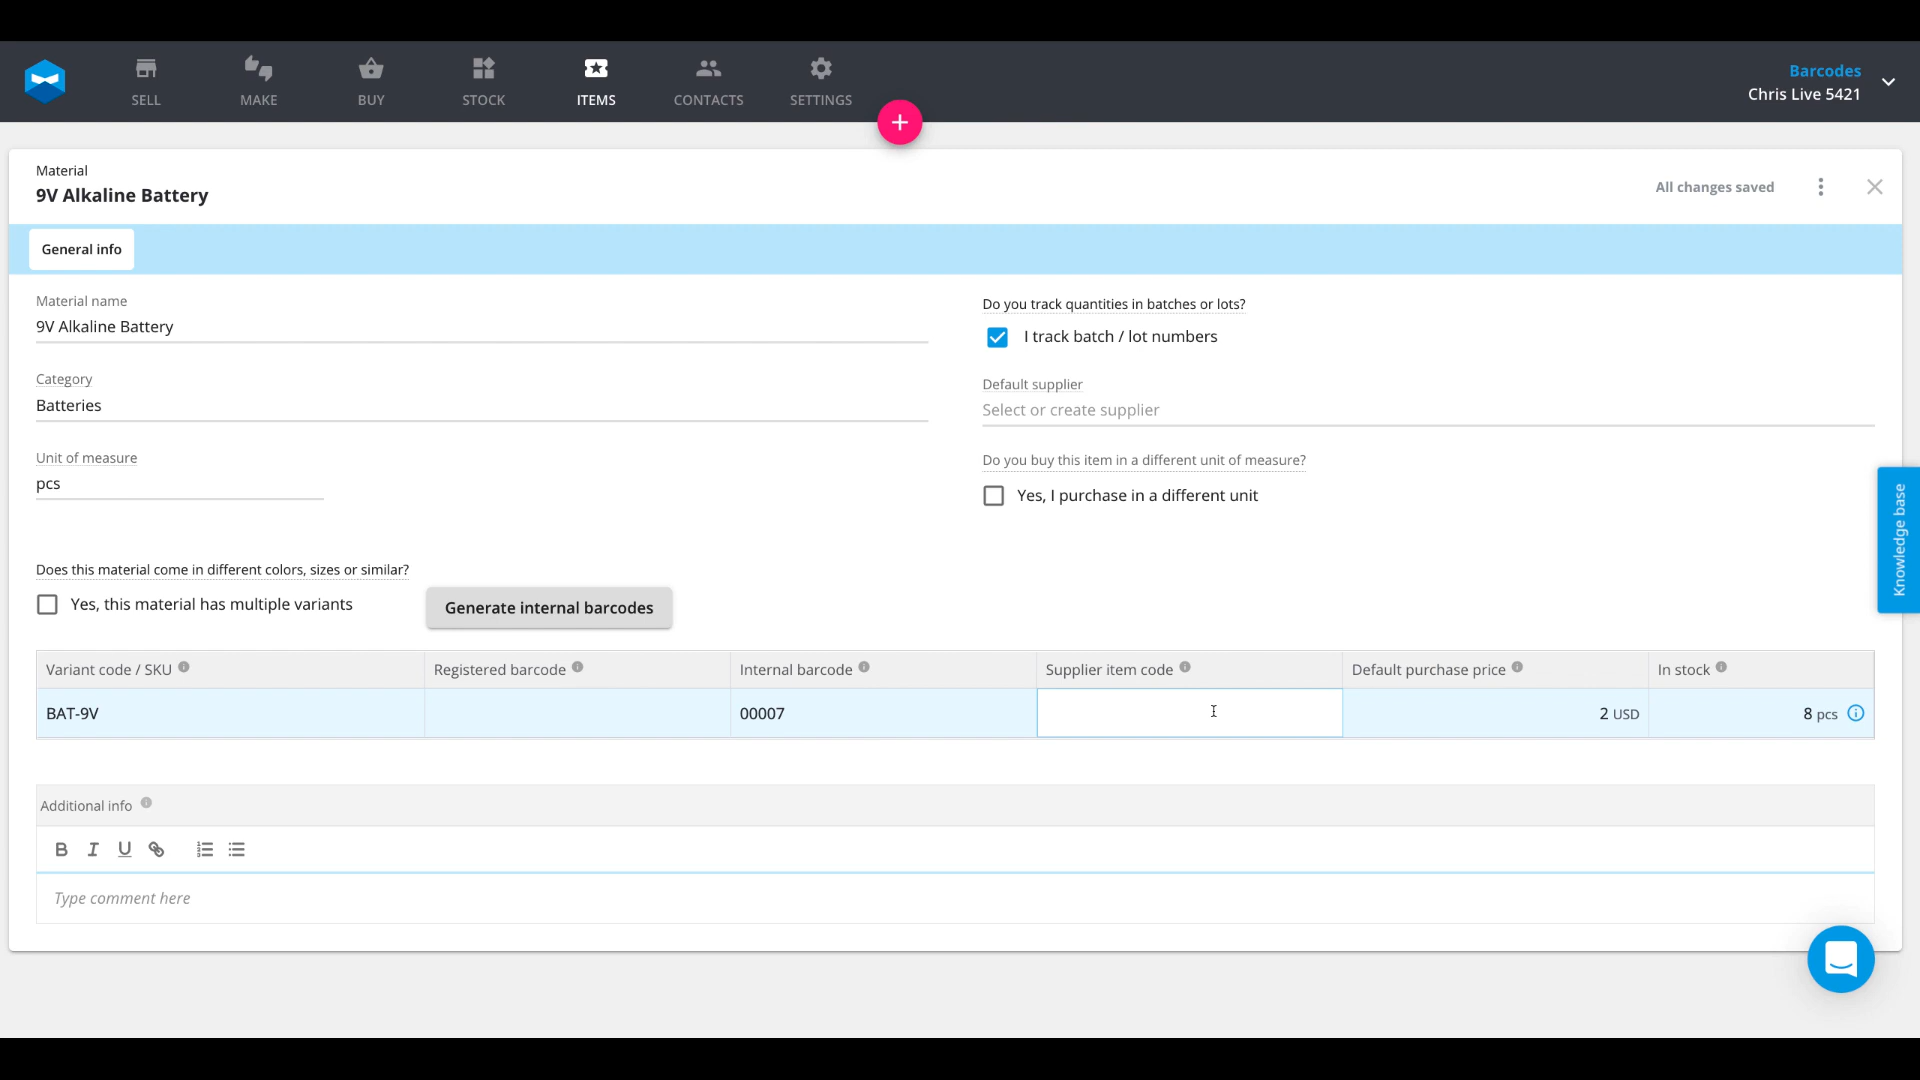 SELL MAKE BUY STOCK ITEMS CONTACTS SETTINGS
+
Barcodes
Chris Live 5421
Material
9V Alkaline Battery
All changes saved
General info
Material name
9V Alkaline Battery
Do you track quantities in batches or lots?
I track batch / lot numbers
Category
Batteries
Default supplier
Select or create supplier
Unit of measure
pcs
Do you buy this item in a different unit of measure?
Yes, I purchase in a different unit
Knowledge base
Does this material come in different colors, sizes or similar?
Yes, this material has multiple variants
Generate internal barcodes
Variant code / SKU Registered barcode Internal barcode Supplier item code Default purchase price In stock
BAT-9V 00007 2 USD 8 pcs
Additional info
B I U
Type comment here